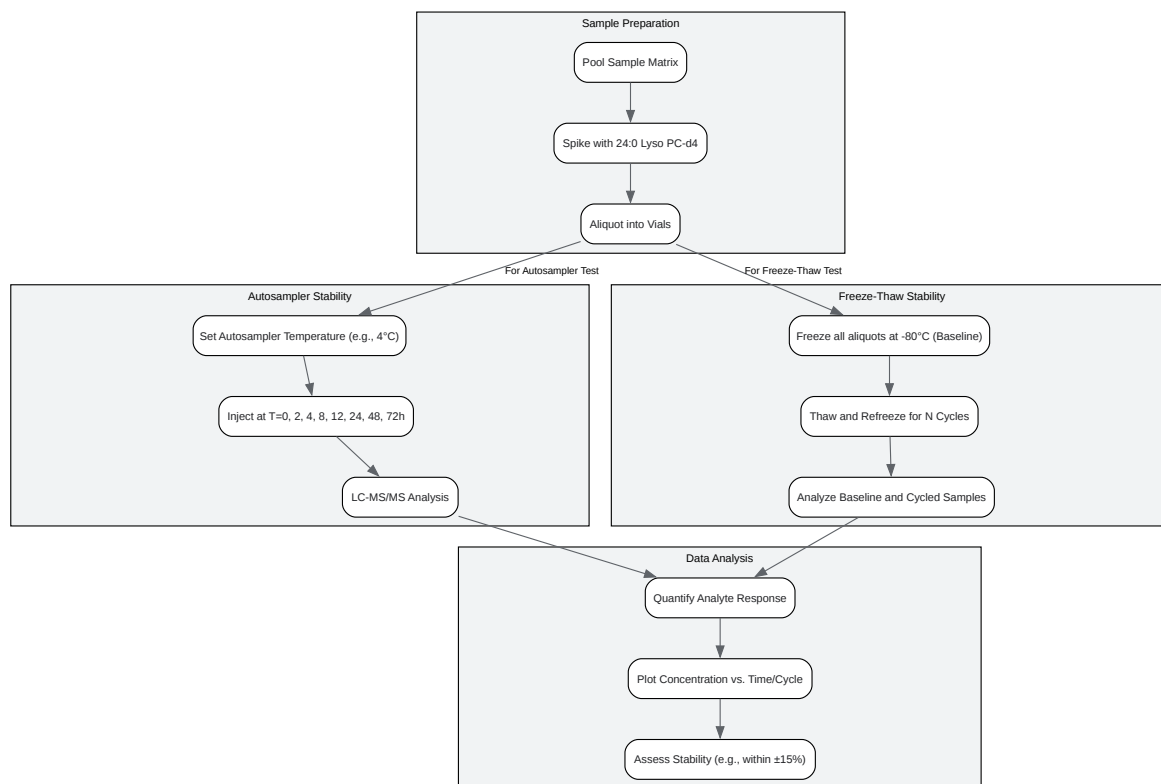 Sample Preparation
Pool Sample Matrix
Spike with 24:0 Lyso PC-d4
Aliquot into Vials
For Autosampler Test
For Freeze-Thaw Test
Autosampler Stability
Set Autosampler Temperature (e.g., 4°C)
Inject at T=0, 2, 4, 8, 12, 24, 48, 72h
LC-MS/MS Analysis
Freeze-Thaw Stability
Freeze all aliquots at -80°C (Baseline)
Thaw and Refreeze for N Cycles
Analyze Baseline and Cycled Samples
Data Analysis
Quantify Analyte Response
Plot Concentration vs. Time/Cycle
Assess Stability (e.g., within ±15%)